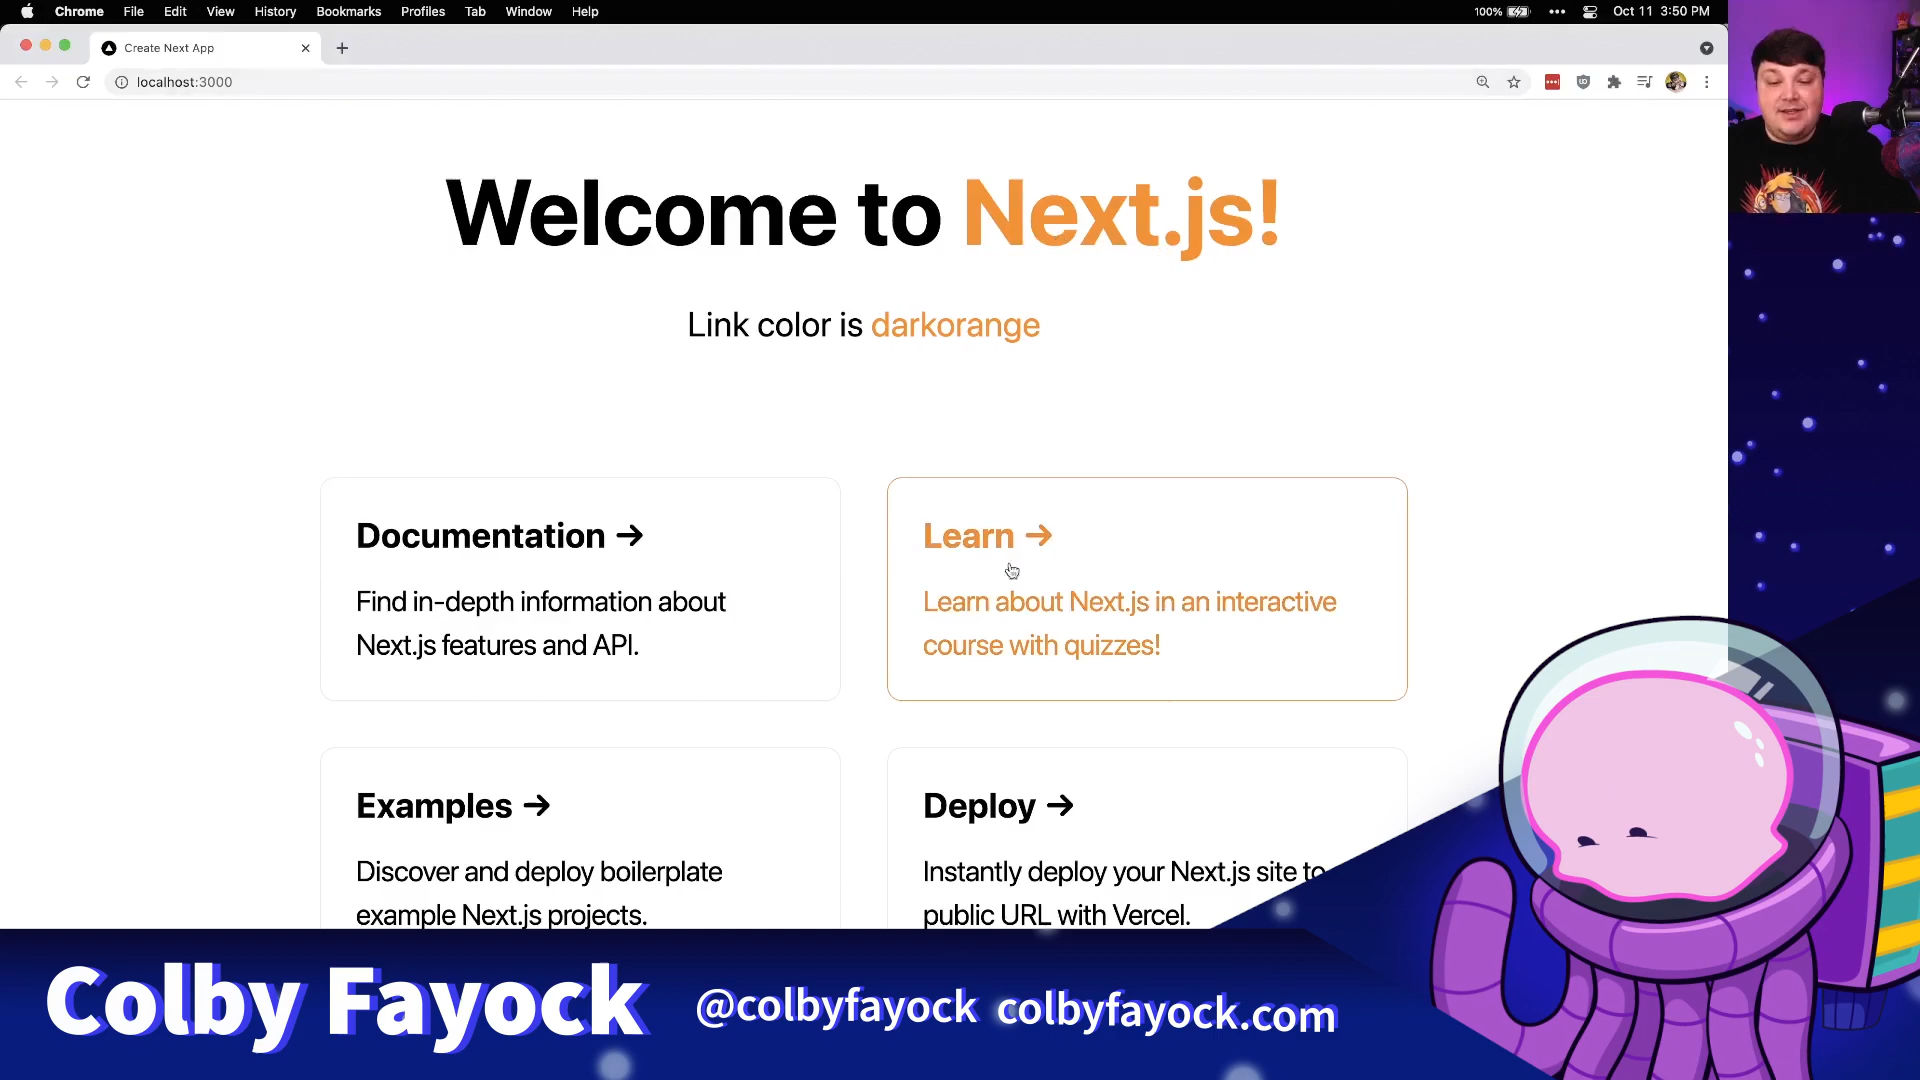 Chrome File Edit View History Bookmarks Profiles Tab Window Help 100% Oct 11 3:50 PM
Create Next App
localhost:3000
Welcome to Next.js!
Link color is darkorange
Documentation →
Find in-depth information about
Next.js features and API.
Learn →
Learn about Next.js in an interactive
course with quizzes!
Examples →
Discover and deploy boilerplate
example Next.js projects.
Deploy →
Instantly deploy your Next.js site to
public URL with Vercel.
Colby Fayock @colbyfayock colbyfayock.com